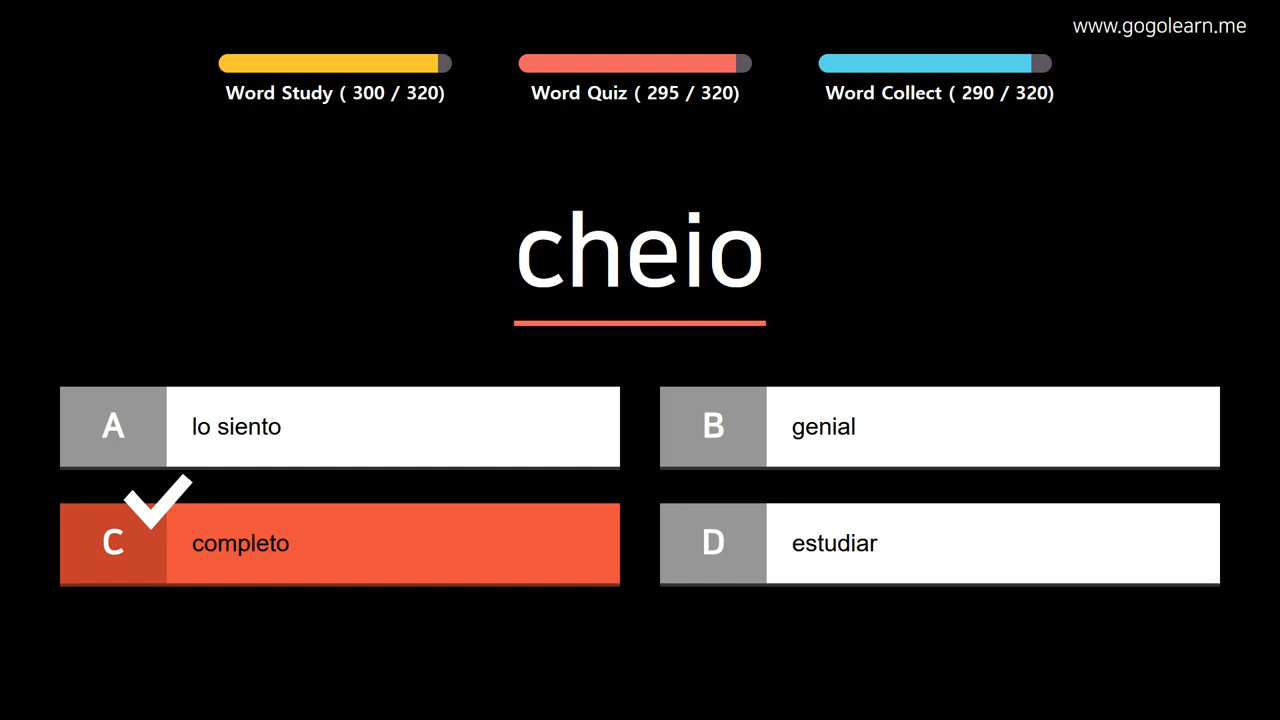 www.gogolearn.me
Word Study ( 300 / 320)
Word Quiz ( 295 / 320)
Word Collect ( 290 / 320)
cheio
A lo siento
B genial
C completo
D estudiar